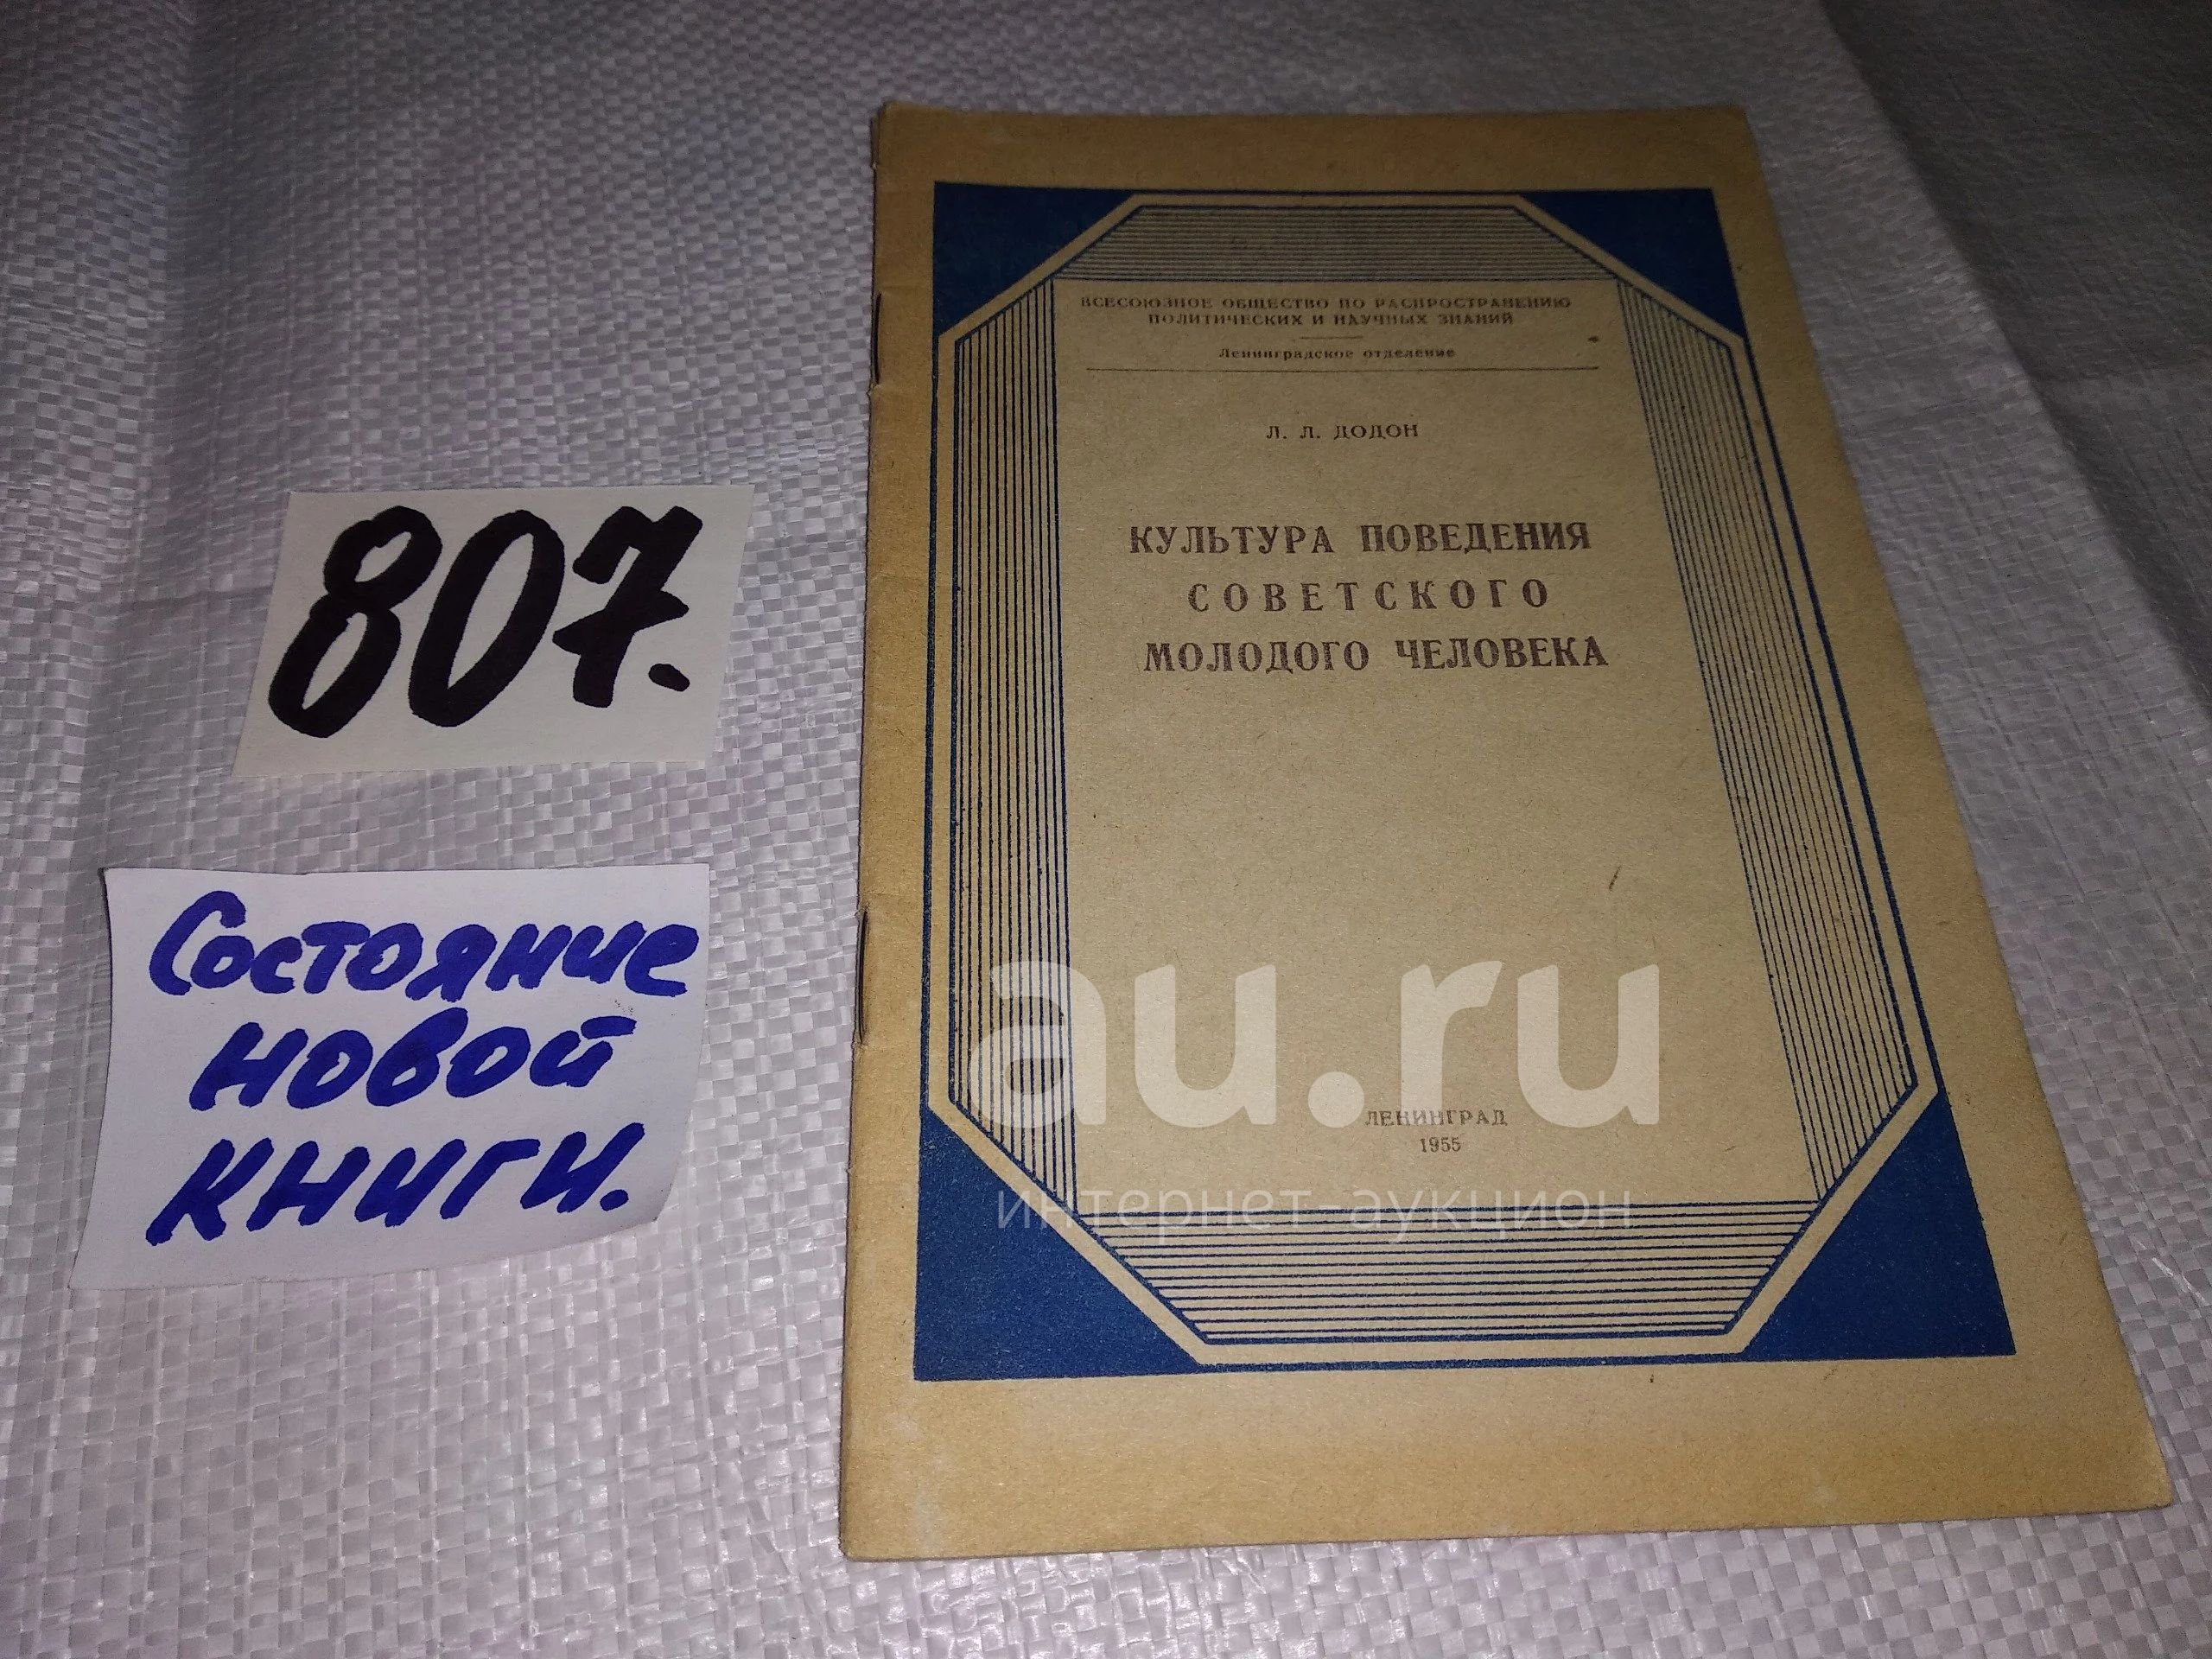 807.
Состояние
новой
книги.
ВСЕСОЮЗНОЕ ОБЩЕСТВО ПО РАСПРОСТРАНЕНИЮ
ПОЛИТИЧЕСКИХ И НАУЧНЫХ ЗНАНИЙ
Ленинградское отделение
Л. Л. ДОДОН
КУЛЬТУРА ПОВЕДЕНИЯ
СОВЕТСКОГО
МОЛОДОГО ЧЕЛОВЕКА
au.ru
ЛЕНИНГРАД
1955
интернет-аукцион